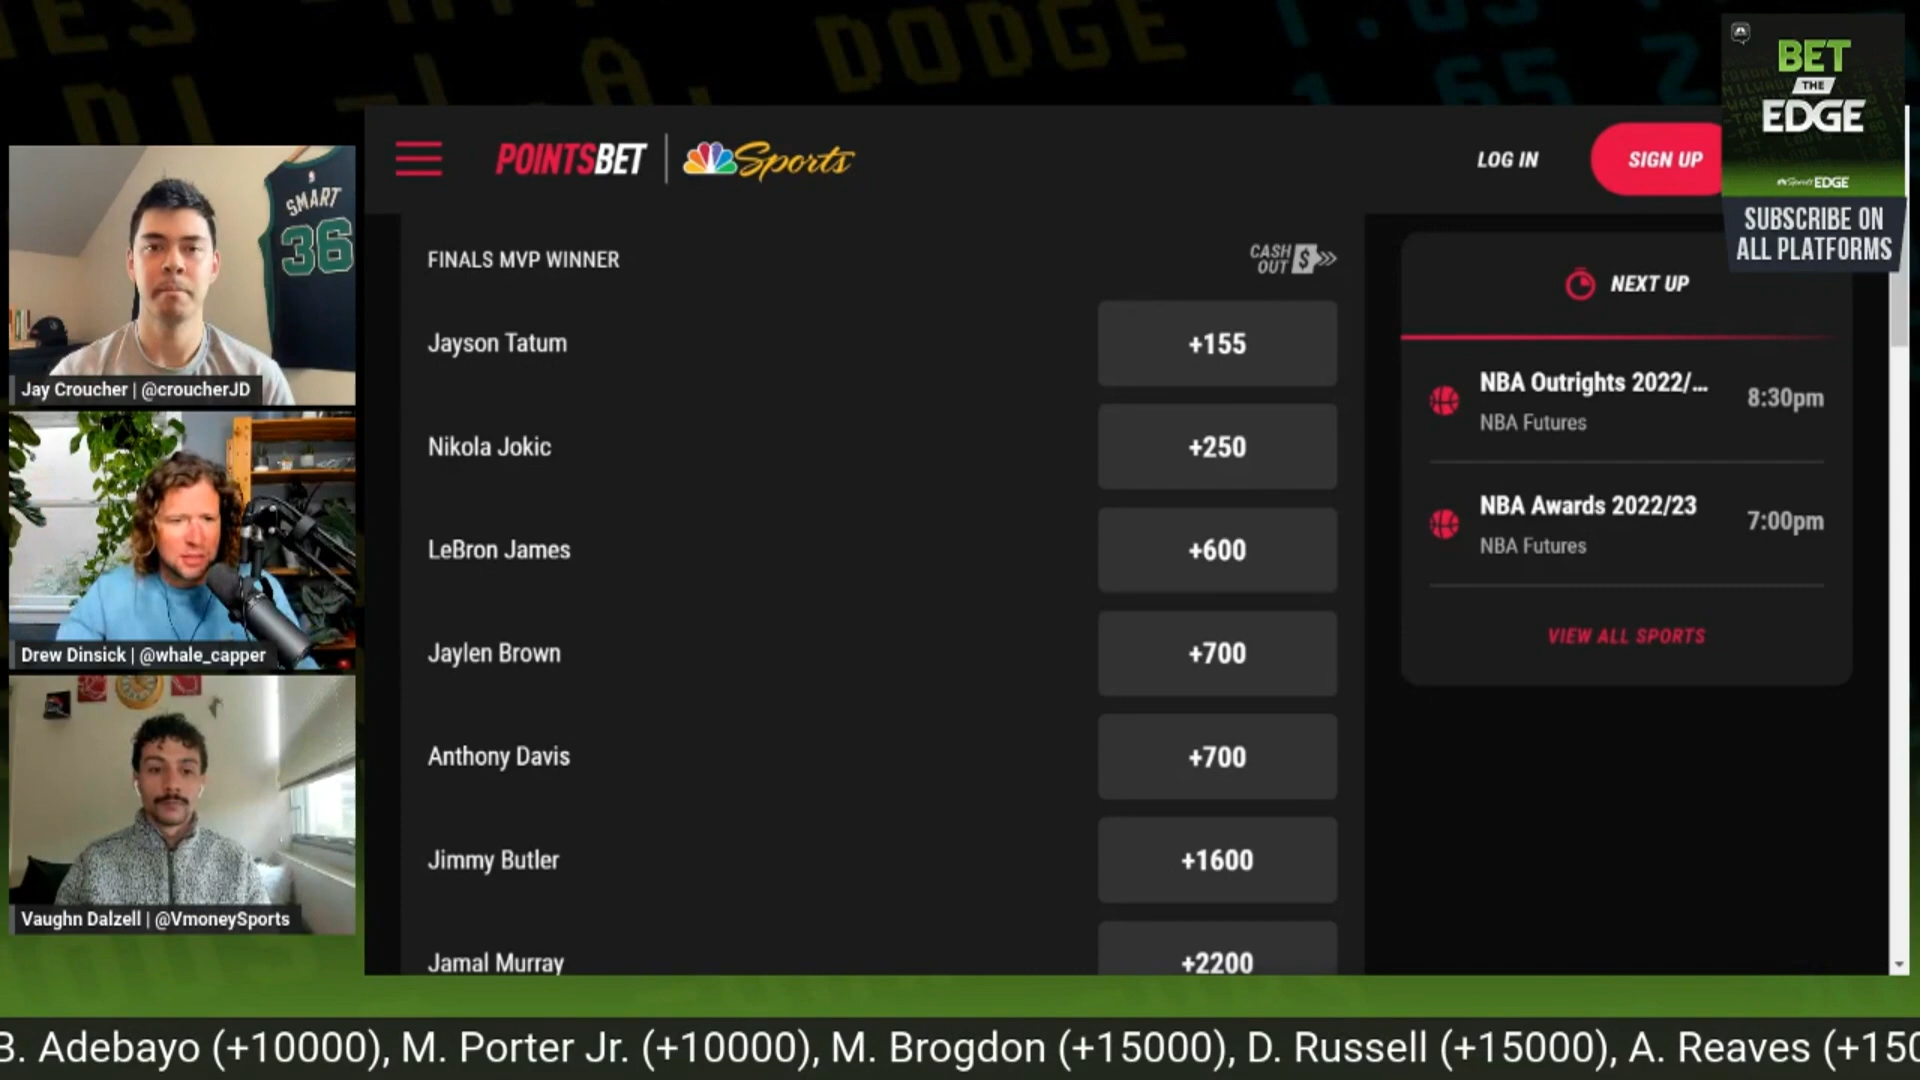 DODGE
BET
THE
EDGE
Sports EDGE
SUBSCRIBE ON
ALL PLATFORMS
POINTSBET | Sports
LOG IN
SIGN UP
SMART
36
Jay Croucher | @croucherJD
Drew Dinsick | @whale_capper
Vaughn Dalzell | @VmoneySports
FINALS MVP WINNER
CASH OUT $
Jayson Tatum +155
Nikola Jokic +250
LeBron James +600
Jaylen Brown +700
Anthony Davis +700
Jimmy Butler +1600
Jamal Murray +2200
NEXT UP
NBA Outrights 2022/... 8:30pm
NBA Futures
NBA Awards 2022/23 7:00pm
NBA Futures
VIEW ALL SPORTS
B. Adebayo (+10000), M. Porter Jr. (+10000), M. Brogdon (+15000), D. Russell (+15000), A. Reaves (+150